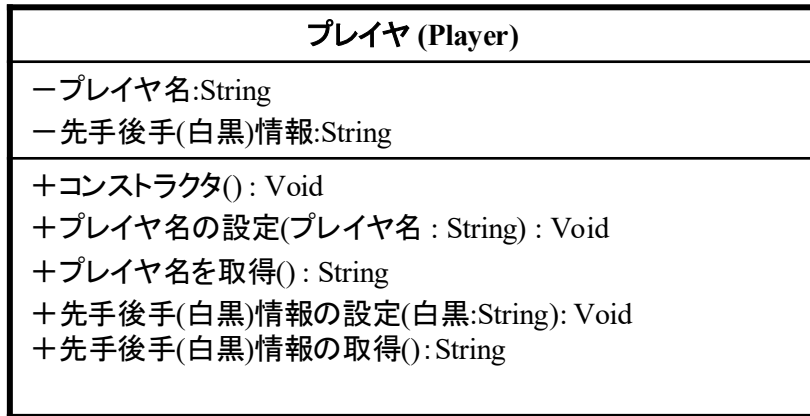 プレイヤ (Player)
－プレイヤ名:String
－先手後手(白黒)情報:String
＋コンストラクタ() : Void
＋プレイヤ名の設定(プレイヤ名 : String) : Void
＋プレイヤ名を取得() : String
＋先手後手(白黒)情報の設定(白黒:String): Void
＋先手後手(白黒)情報の取得():String